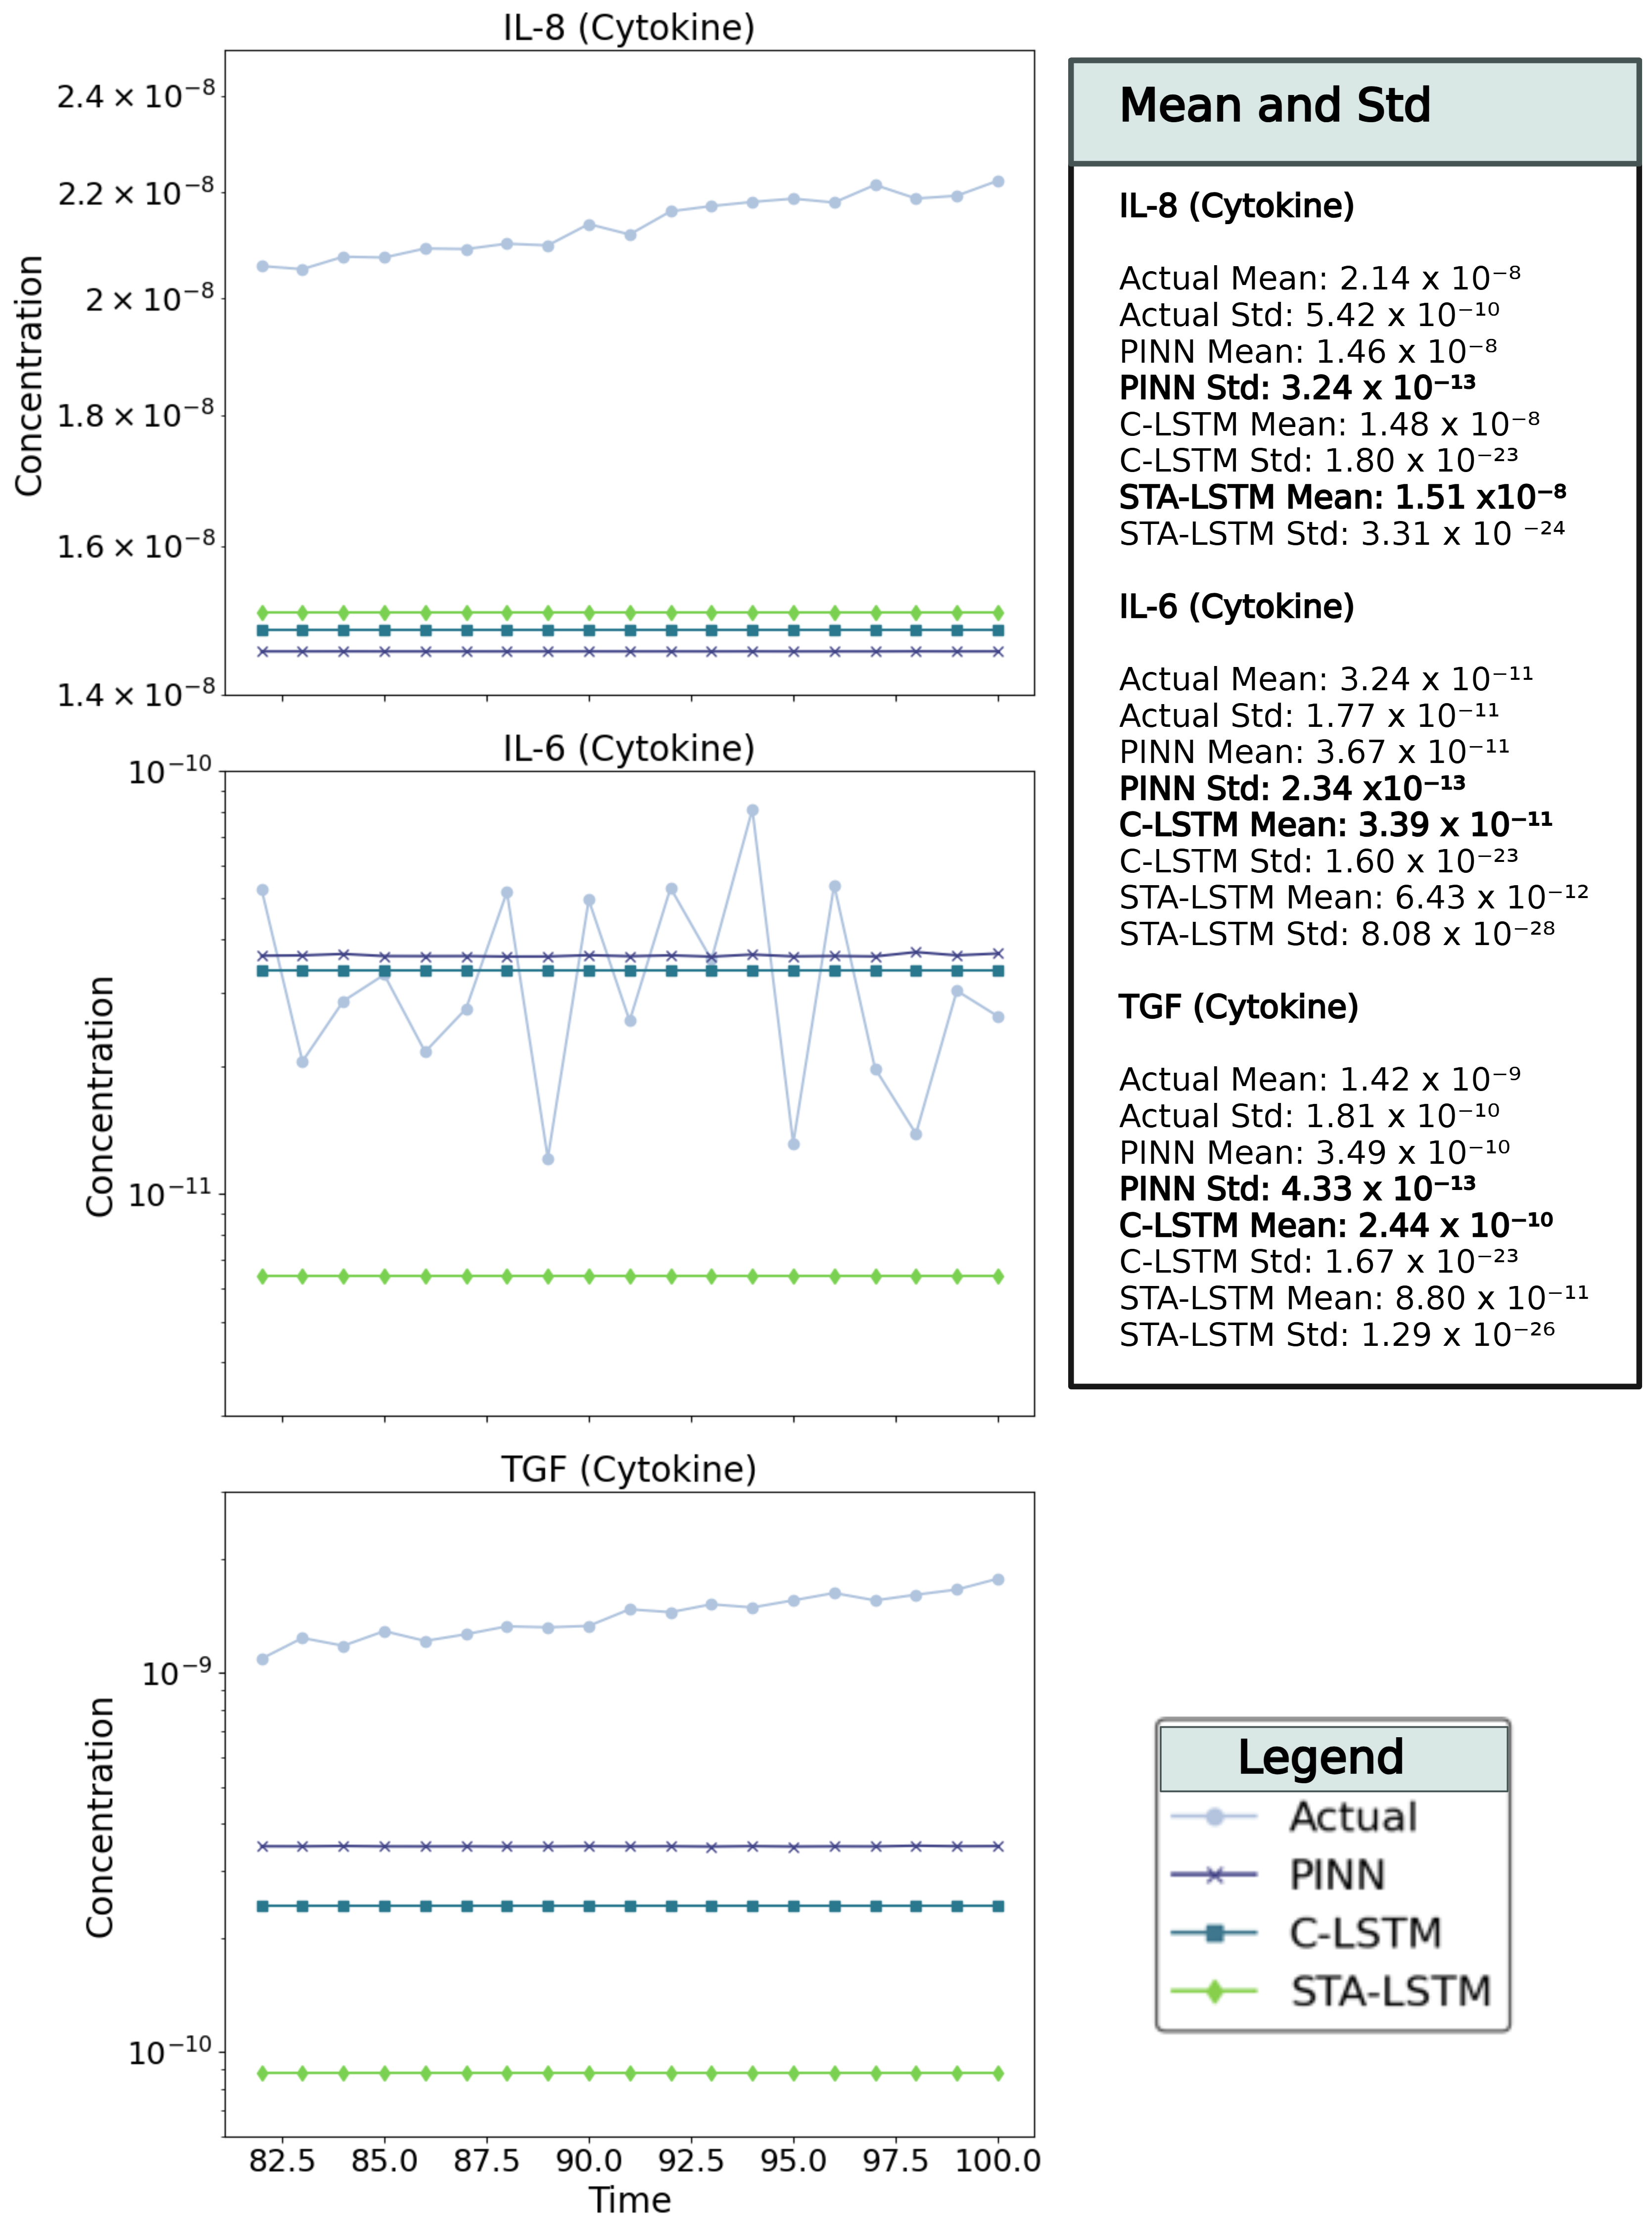 IL-8 (Cytokine)
2.4 × 10⁻⁸
2.2 × 10⁻⁸
2 × 10⁻⁸
1.8 × 10⁻⁸
1.6 × 10⁻⁸
1.4 × 10⁻⁸
Concentration
IL-6 (Cytokine)
10⁻¹⁰
10⁻¹¹
Concentration
TGF (Cytokine)
10⁻⁹
10⁻¹⁰
Concentration
82.5 85.0 87.5 90.0 92.5 95.0 97.5 100.0
Time
Mean and Std
IL-8 (Cytokine)
Actual Mean: 2.14 x 10⁻⁸
Actual Std: 5.42 x 10⁻¹⁰
PINN Mean: 1.46 x 10⁻⁸
PINN Std: 3.24 x 10⁻¹³
C-LSTM Mean: 1.48 x 10⁻⁸
C-LSTM Std: 1.80 x 10⁻²³
STA-LSTM Mean: 1.51 x10⁻⁸
STA-LSTM Std: 3.31 x 10 ⁻²⁴
IL-6 (Cytokine)
Actual Mean: 3.24 x 10⁻¹¹
Actual Std: 1.77 x 10⁻¹¹
PINN Mean: 3.67 x 10⁻¹¹
PINN Std: 2.34 x10⁻¹³
C-LSTM Mean: 3.39 x 10⁻¹¹
C-LSTM Std: 1.60 x 10⁻²³
STA-LSTM Mean: 6.43 x 10⁻¹²
STA-LSTM Std: 8.08 x 10⁻²⁸
TGF (Cytokine)
Actual Mean: 1.42 x 10⁻⁹
Actual Std: 1.81 x 10⁻¹⁰
PINN Mean: 3.49 x 10⁻¹⁰
PINN Std: 4.33 x 10⁻¹³
C-LSTM Mean: 2.44 x 10⁻¹⁰
C-LSTM Std: 1.67 x 10⁻²³
STA-LSTM Mean: 8.80 x 10⁻¹¹
STA-LSTM Std: 1.29 x 10⁻²⁶
Legend
Actual
PINN
C-LSTM
STA-LSTM